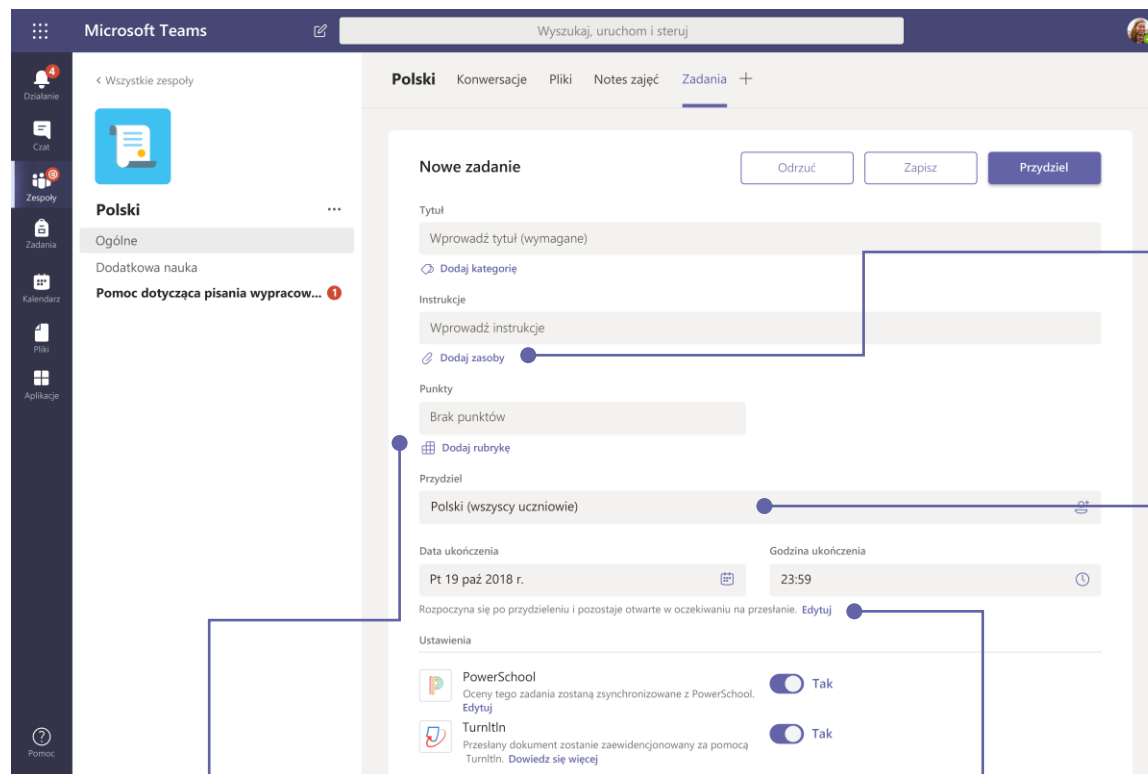 Microsoft Teams
Wyszukaj, uruchom i steruj
4
Działanie
Czat
@
Zespoły
Zadania
Kalendarz
Pliki
Aplikacje
?
Pomoc
< Wszystkie zespoły
Polski ...
Ogólne
Dodatkowa nauka
Pomoc dotycząca pisania wypracow... 1
Polski Konwersacje Pliki Notes zajęć Zadania +
Nowe zadanie
Odrzuć Zapisz Przydziel
Tytuł
Wprowadź tytuł (wymagane)
Dodaj kategorię
Instrukcje
Wprowadź instrukcje
Dodaj zasoby
Punkty
Brak punktów
Dodaj rubrykę
Przydziel
Polski (wszyscy uczniowie)
Data ukończenia Godzina ukończenia
Pt 19 paź 2018 r. 23:59
Rozpoczyna się po przydzieleniu i pozostaje otwarte w oczekiwaniu na przesłanie. Edytuj
Ustawienia
PowerSchool
Oceny tego zadania zostaną zsynchronizowane z PowerSchool.
Edytuj
Tak
TurnItIn
Przesłany dokument zostanie zaewidencjonowany za pomocą
TurnItIn. Dowiedz się więcej
Tak